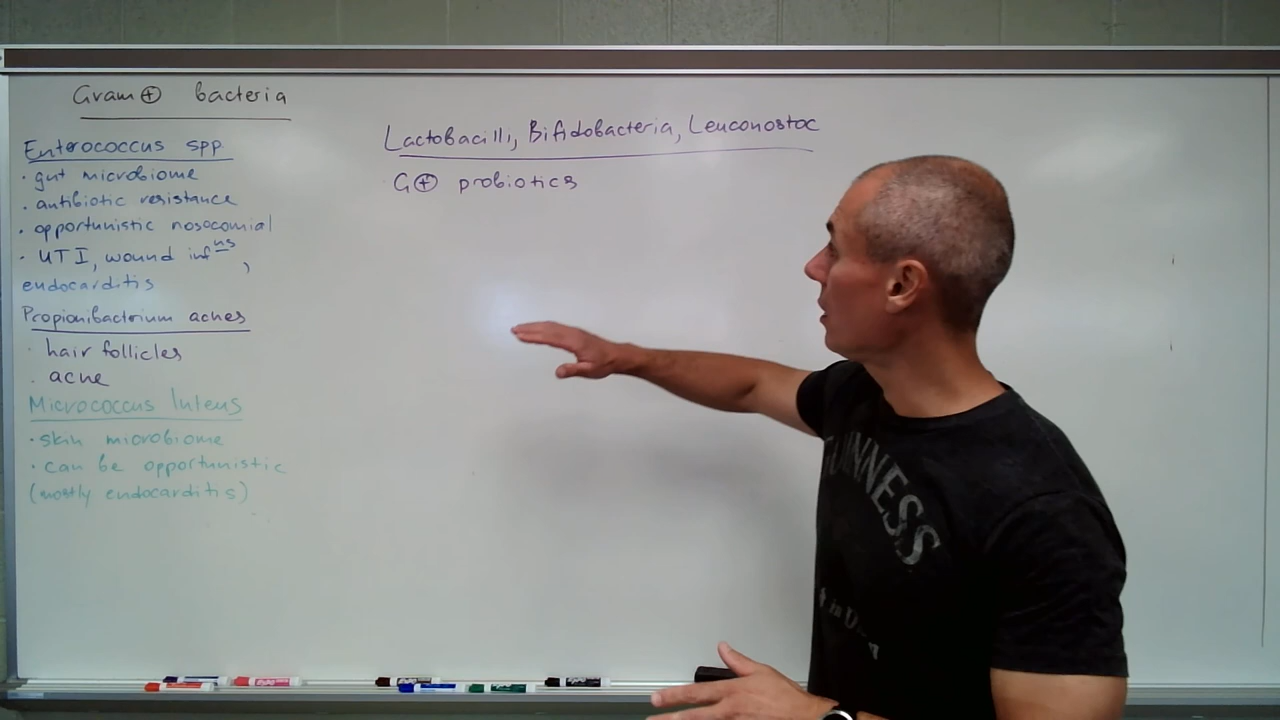 Gram ⊕ bacteria
Enterococcus spp
· gut microbiome
· antibiotic resistance
· opportunistic nosocomial
· UTI, wound infns,
endocarditis
Propionibacterium acnes
· hair follicles
· acne
Micrococcus luteus
· skin microbiome
· can be opportunistic
(mostly endocarditis)
Lactobacilli, Bifidobacteria, Leuconostoc
· G⊕ probiotics
GUINNESS